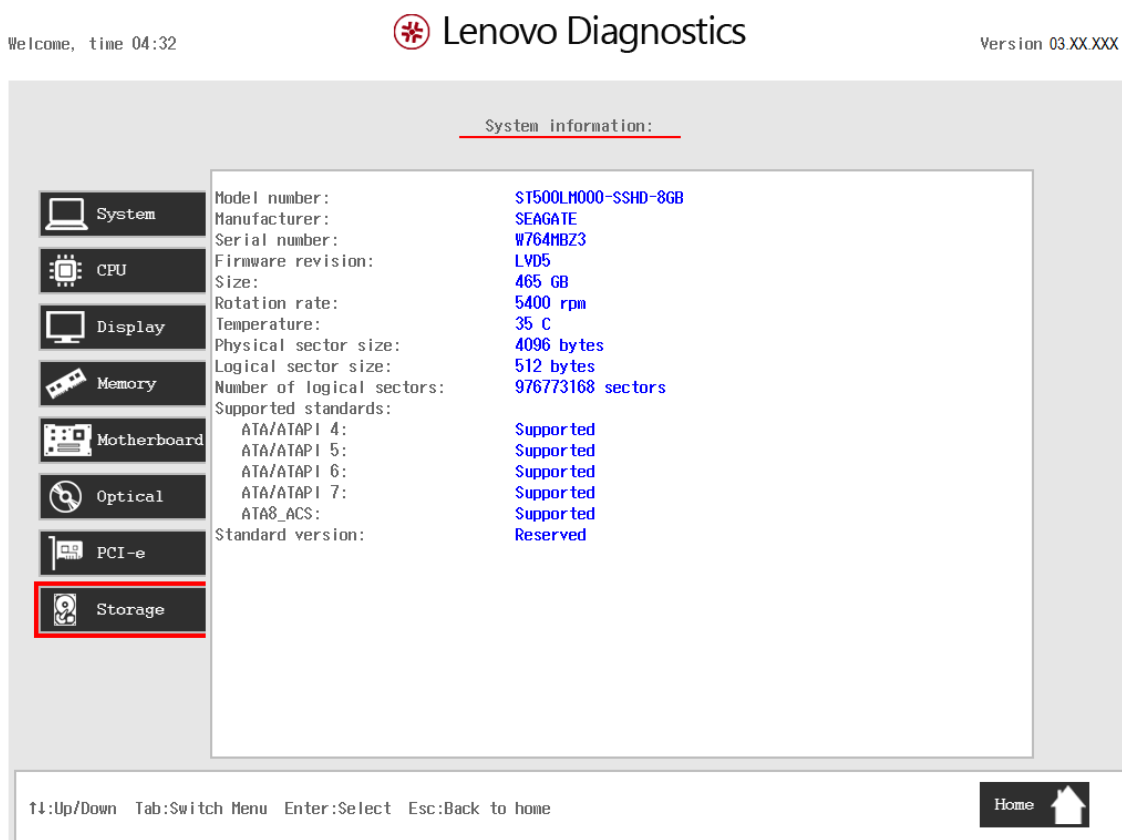 Welcome, time 04:32
Lenovo Diagnostics
Version 03.XX.XXX
System information:
System
CPU
Display
Memory
Motherboard
Optical
PCI-e
Storage
Model number: ST500LM000-SSHD-8GB
Manufacturer: SEAGATE
Serial number: W764MBZ3
Firmware revision: LVD5
Size: 465 GB
Rotation rate: 5400 rpm
Temperature: 35 C
Physical sector size: 4096 bytes
Logical sector size: 512 bytes
Number of logical sectors: 976773168 sectors
Supported standards:
ATA/ATAPI 4: Supported
ATA/ATAPI 5: Supported
ATA/ATAPI 6: Supported
ATA/ATAPI 7: Supported
ATA8_ACS: Supported
Standard version: Reserved
↑↓:Up/Down Tab:Switch Menu Enter:Select Esc:Back to home
Home